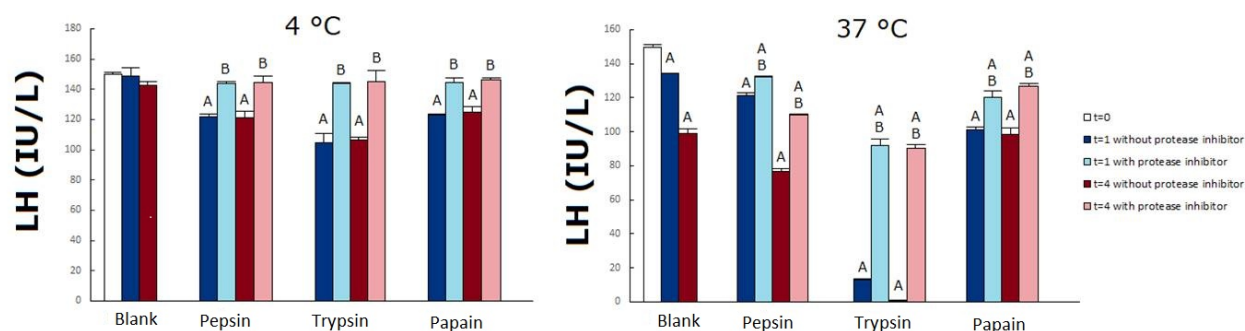 4 °C
LH (IU/L)
180
160
140
120
100
80
60
40
20
0
A
B
A
B
A
B
A
B
A
B
A
B
Blank
Pepsin
Trypsin
Papain
37 °C
LH (IU/L)
160
140
120
100
80
60
40
20
0
A
A
A
B
A
A
B
A
A
B
A
A
B
A
A
B
A
A
B
Blank
Pepsin
Trypsin
Papain
t=0
t=1 without protease inhibitor
t=1 with protease inhibitor
t=4 without protease inhibitor
t=4 with protease inhibitor